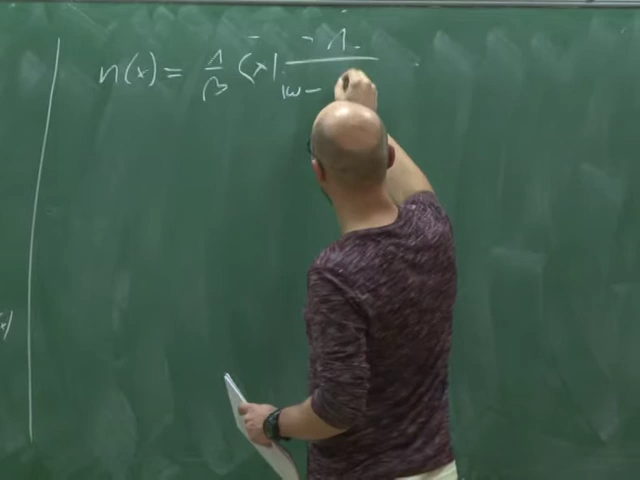 n(x) = 1/β ⟨x| 1/(iω -
x)